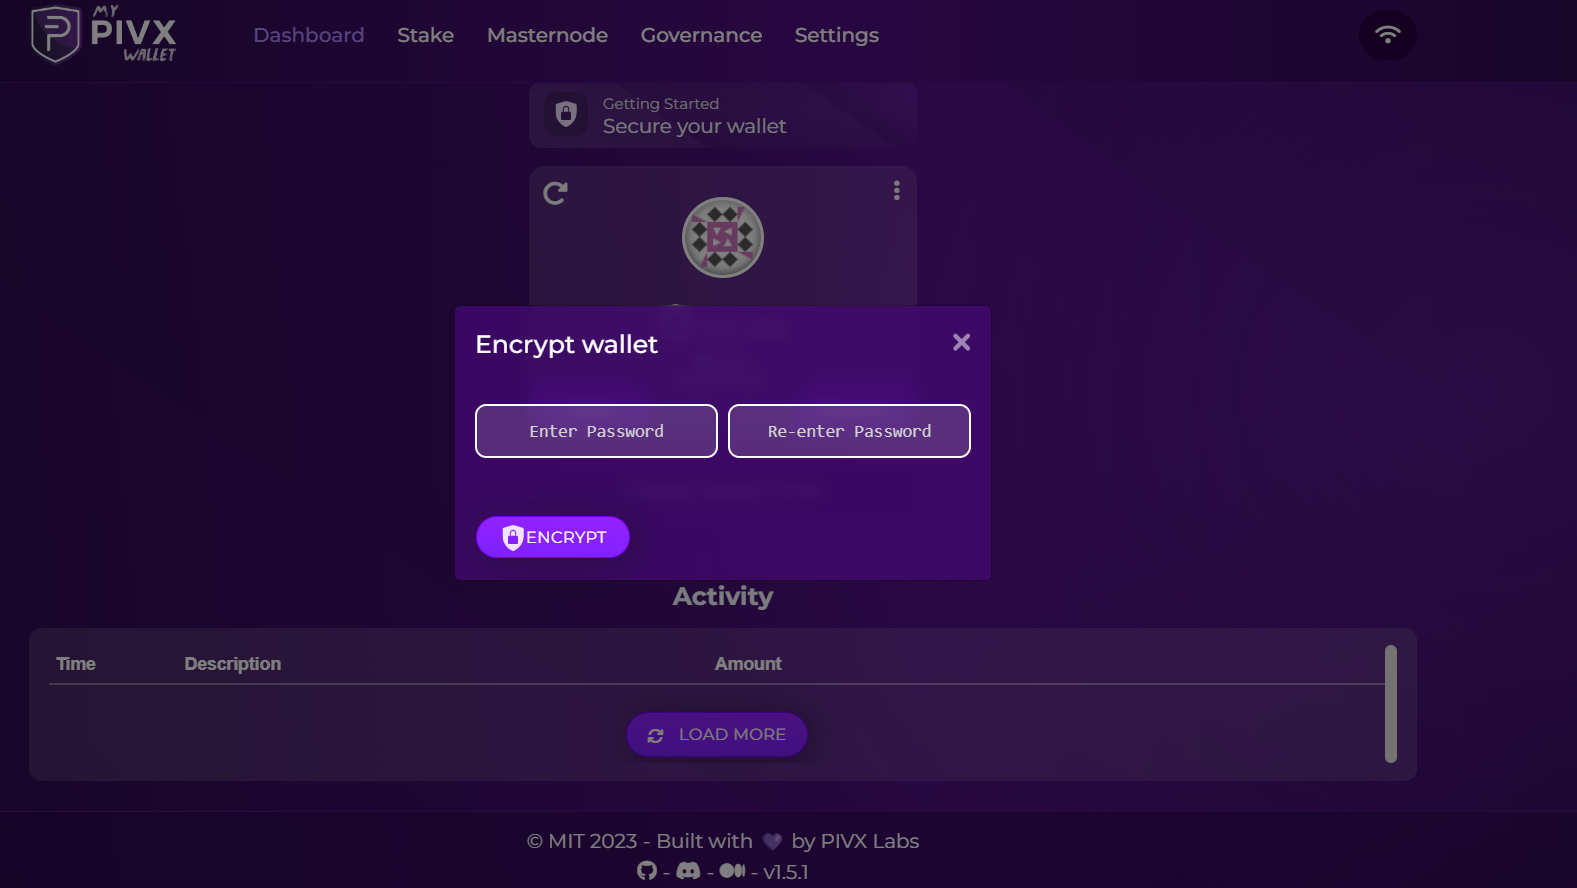 MY
PIVX
WALLET
Dashboard Stake Masternode Governance Settings
Getting Started
Secure your wallet
Encrypt wallet
Enter Password Re-enter Password
ENCRYPT
Activity
Time Description Amount
LOAD MORE
© MIT 2023 - Built with 💜 by PIVX Labs
- - - v1.5.1